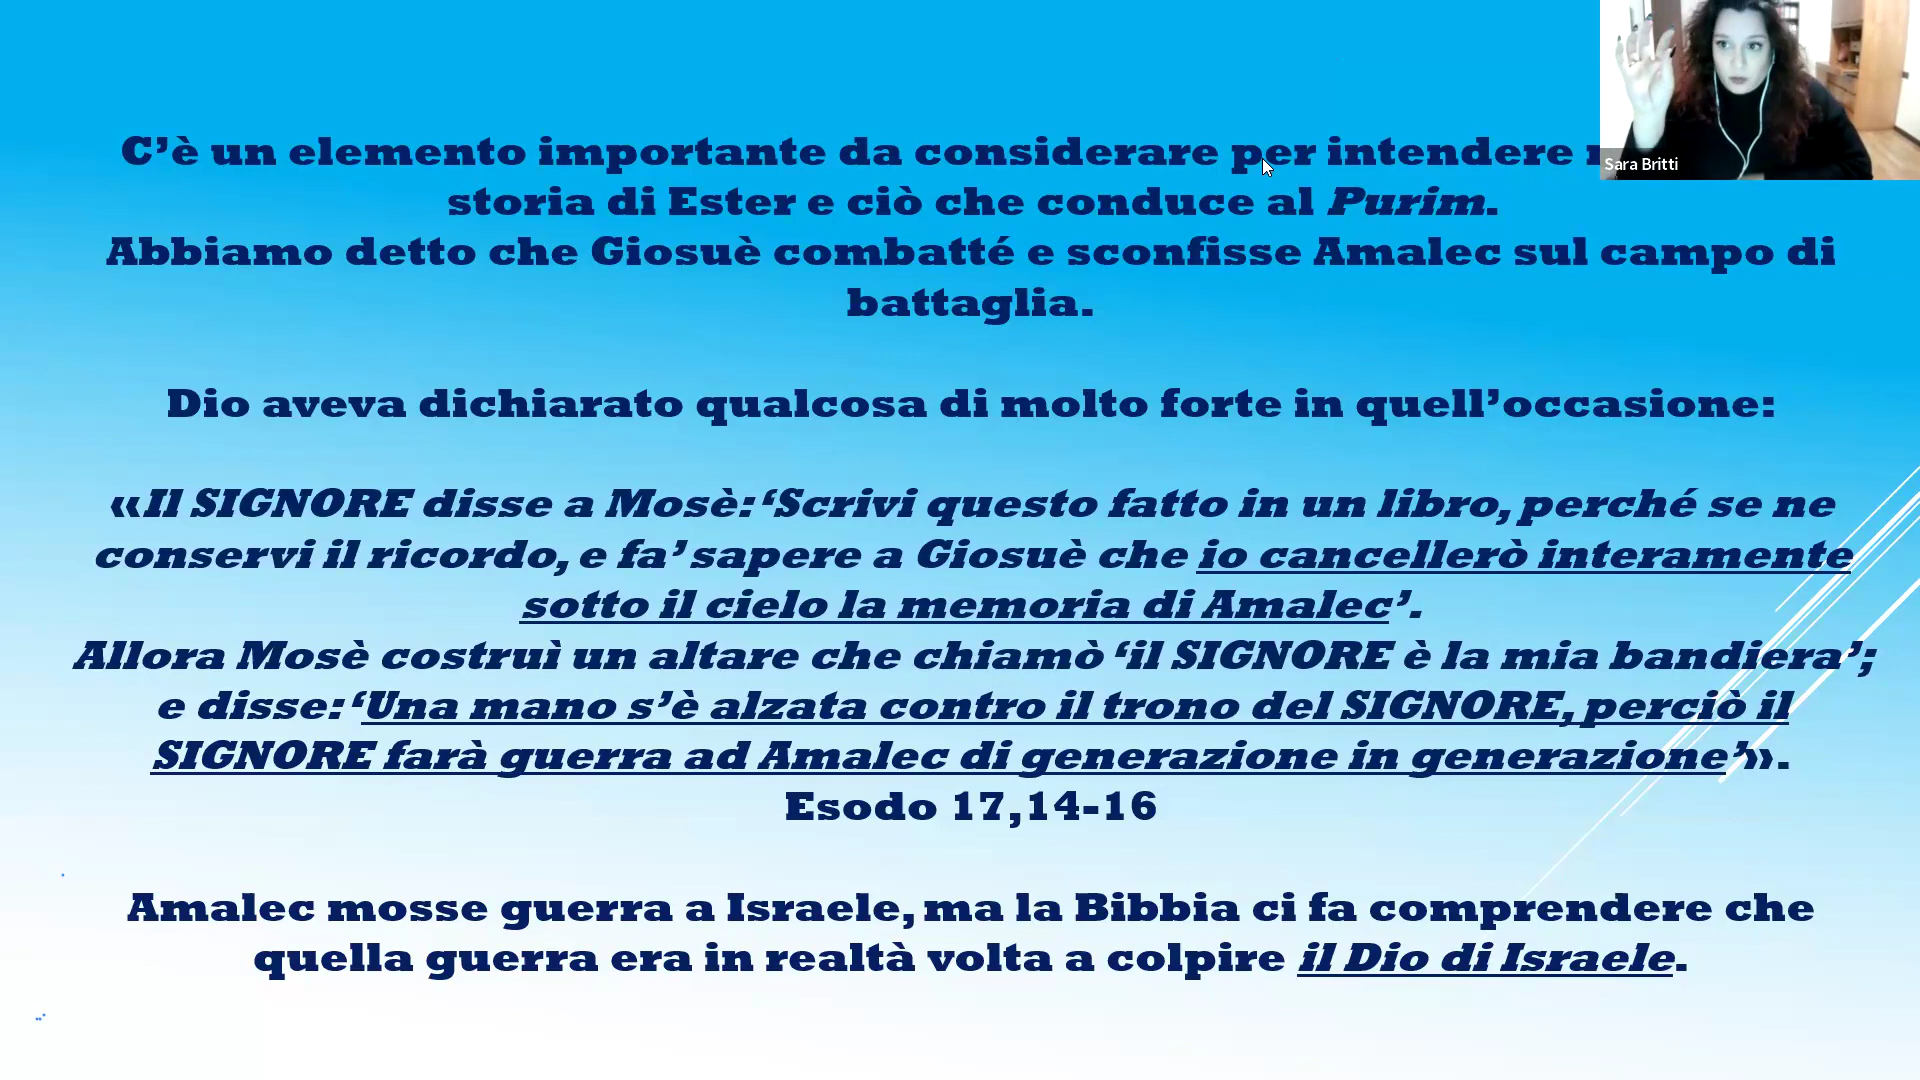 C’è un elemento importante da considerare per intendere
storia di Ester e ciò che conduce al Purim.
Abbiamo detto che Giosuè combatté e sconfisse Amalec sul campo di
battaglia.
Dio aveva dichiarato qualcosa di molto forte in quell’occasione:
«Il SIGNORE disse a Mosè: ‘Scrivi questo fatto in un libro, perché se ne
conservi il ricordo, e fa’ sapere a Giosuè che io cancellerò interamente
sotto il cielo la memoria di Amalec’.
Allora Mosè costruì un altare che chiamò ‘il SIGNORE è la mia bandiera’;
e disse: ‘Una mano s’è alzata contro il trono del SIGNORE, perciò il
SIGNORE farà guerra ad Amalec di generazione in generazione’».
Esodo 17,14-16
Amalec mosse guerra a Israele, ma la Bibbia ci fa comprendere che
quella guerra era in realtà volta a colpire il Dio di Israele.
Sara Britti